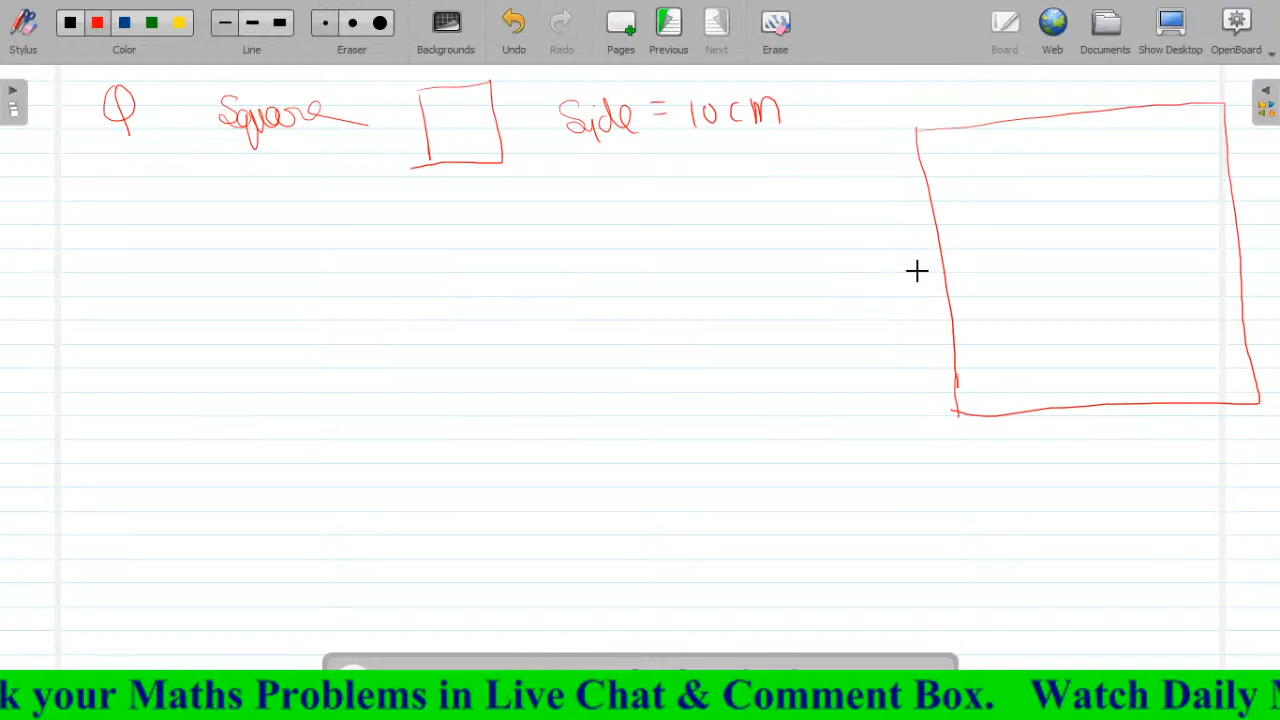 Stylus
Color
Line
Eraser
Backgrounds
Undo
Redo
Pages
Previous
Next
Erase
Board
Web
Documents
Show Desktop
OpenBoard
Q Square Side = 10 cm
k your Maths Problems in Live Chat & Comment Box. Watch Daily M